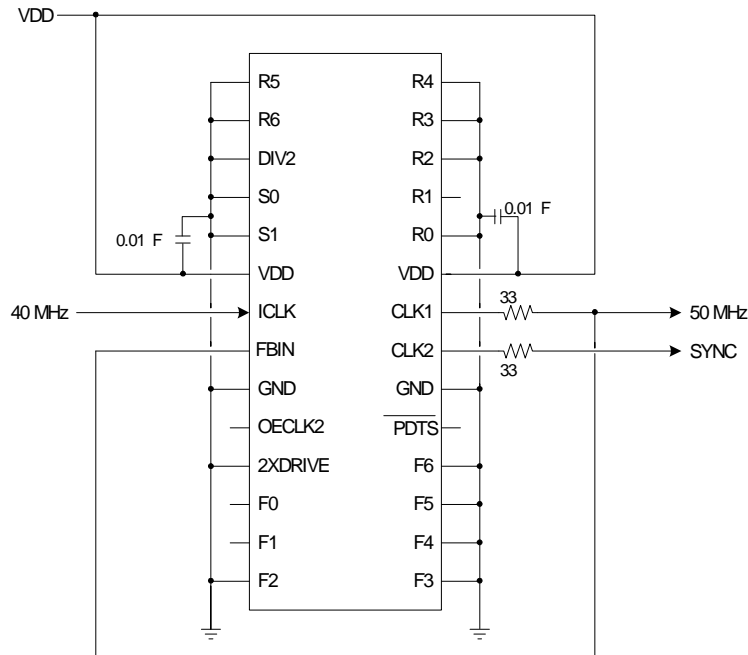 VDD
R5
R4
R6
R3
DIV2
R2
S0
R1
0.01 F
S1
R0
0.01 F
VDD
VDD
40 MHz
ICLK
CLK1
33
50 MHz
FBIN
CLK2
33
SYNC
GND
GND
OECLK2
PDTS
2XDRIVE
F6
F0
F5
F1
F4
F2
F3